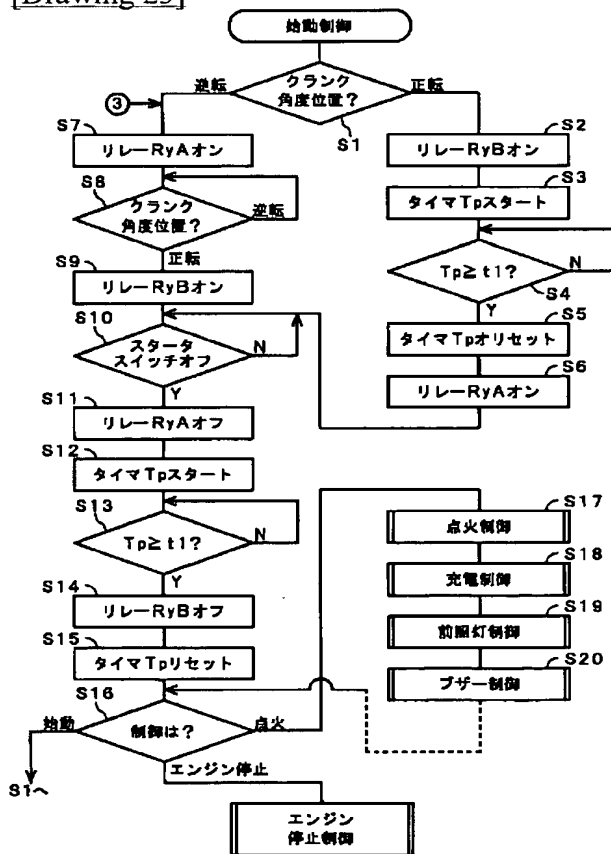 [Drawing 25]
始動制御
クランク
角度位置?
逆転
正転
S1
③
S7
リレーRyAオン
S8
クランク
角度位置?
逆転
正転
S9
リレーRyBオン
S10
スタータ
スイッチオフ
N
Y
S11
リレーRyAオフ
S12
タイマTpスタート
S13
Tp≧t1?
N
Y
S14
リレーRyBオフ
S15
タイマTpリセット
S16
制御は?
始動
点火
エンジン停止
S1へ
エンジン
停止制御
S2
リレーRyBオン
S3
タイマTpスタート
Tp≧t1?
N
S4
Y
S5
タイマTpオリセット
S6
リレーRyAオン
S17
点火制御
S18
充電制御
S19
前照灯制御
S20
ブザー制御